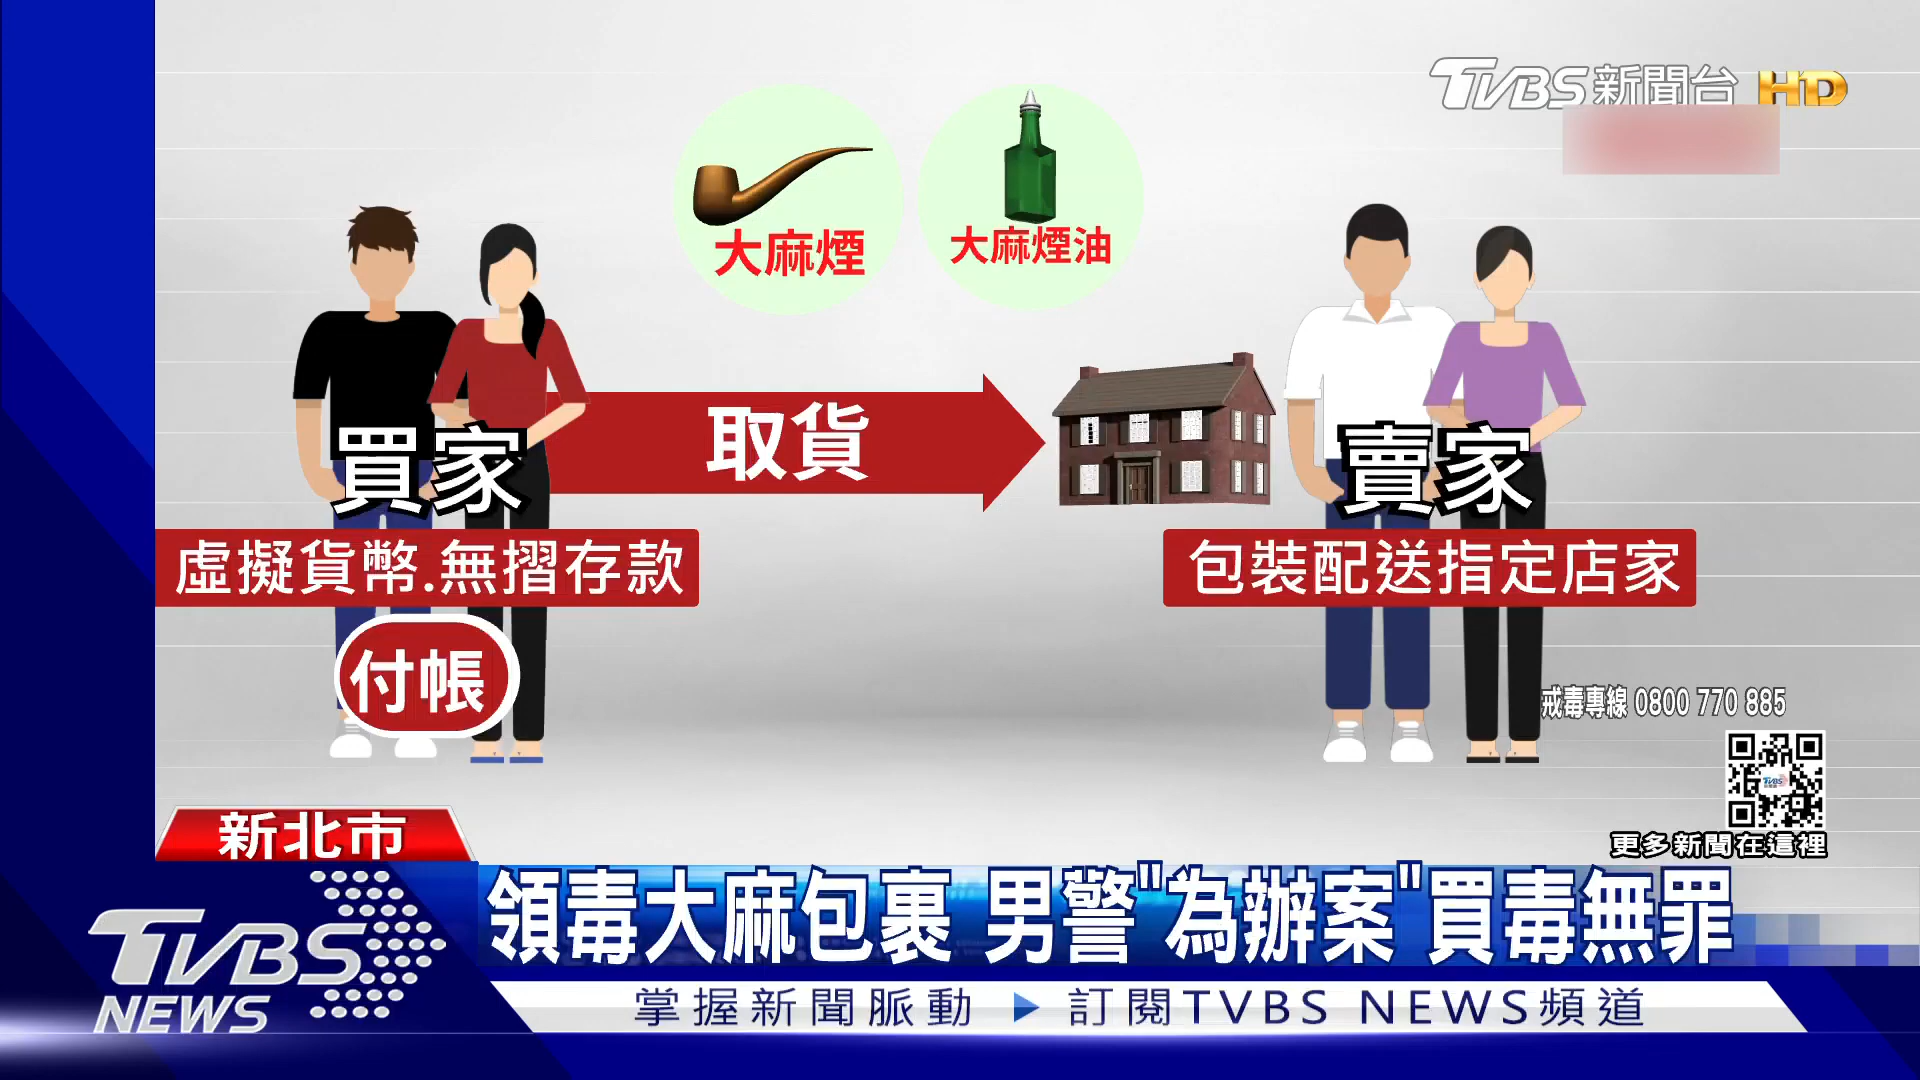 TVBS新聞台 HD
大麻煙
大麻煙油
取貨
買家
賣家
虛擬貨幣.無摺存款
包裝配送指定店家
付帳
戒毒專線 0800 770 885
TVBS
更多新聞在這裡
新北市
領毒大麻包裹 男警"為辦案"買毒無罪
TVBS
NEWS
掌握新聞脈動 ▶ 訂閱TVBS NEWS頻道